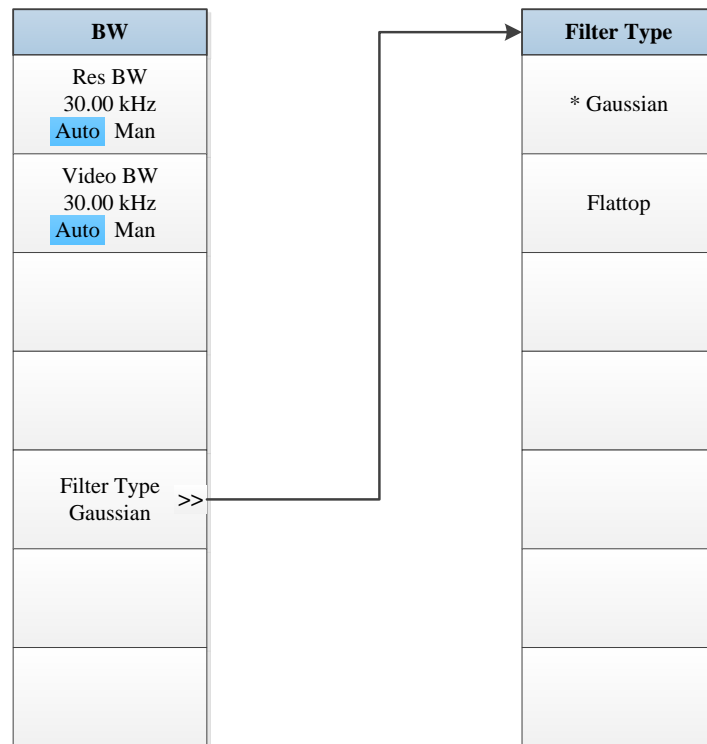 BW
Res BW
30.00 kHz
Auto Man
Video BW
30.00 kHz
Auto Man
Filter Type
Gaussian
>>
Filter Type
* Gaussian
Flattop